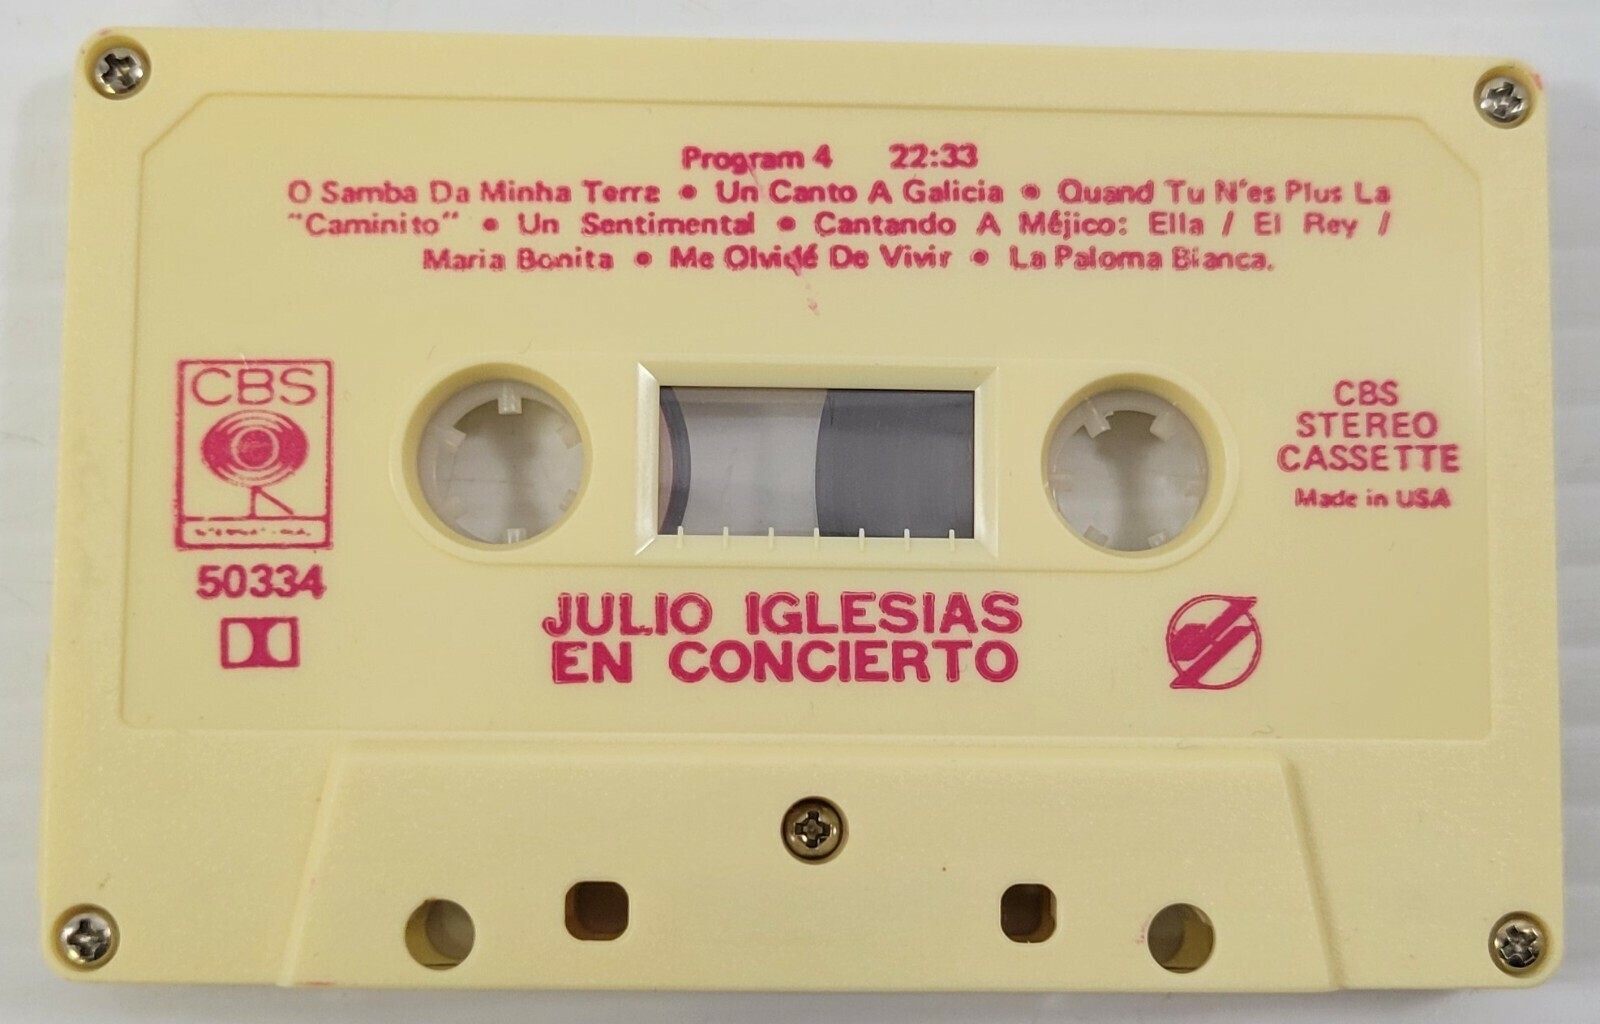 Program 4 22:33
O Samba Da Minha Terra • Un Canto A Galicia • Quand Tu N'es Plus La
"Caminito" • Un Sentimental • Cantando A Méjico: Ella / El Rey /
Maria Bonita • Me Olvidé De Vivir • La Paloma Blanca.
CBS
50334
CBS
STEREO
CASSETTE
Made in USA
JULIO IGLESIAS
EN CONCIERTO